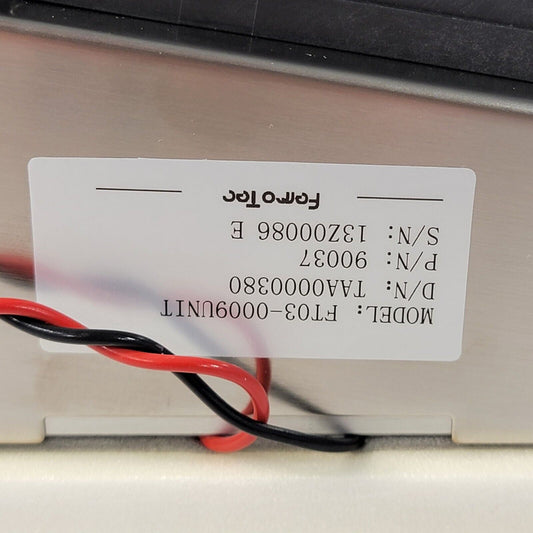 MODEL: FT03-0009UNIT
D/N: TAA0000380
P/N: 90037
S/N: 13Z00086 E
FerroTec